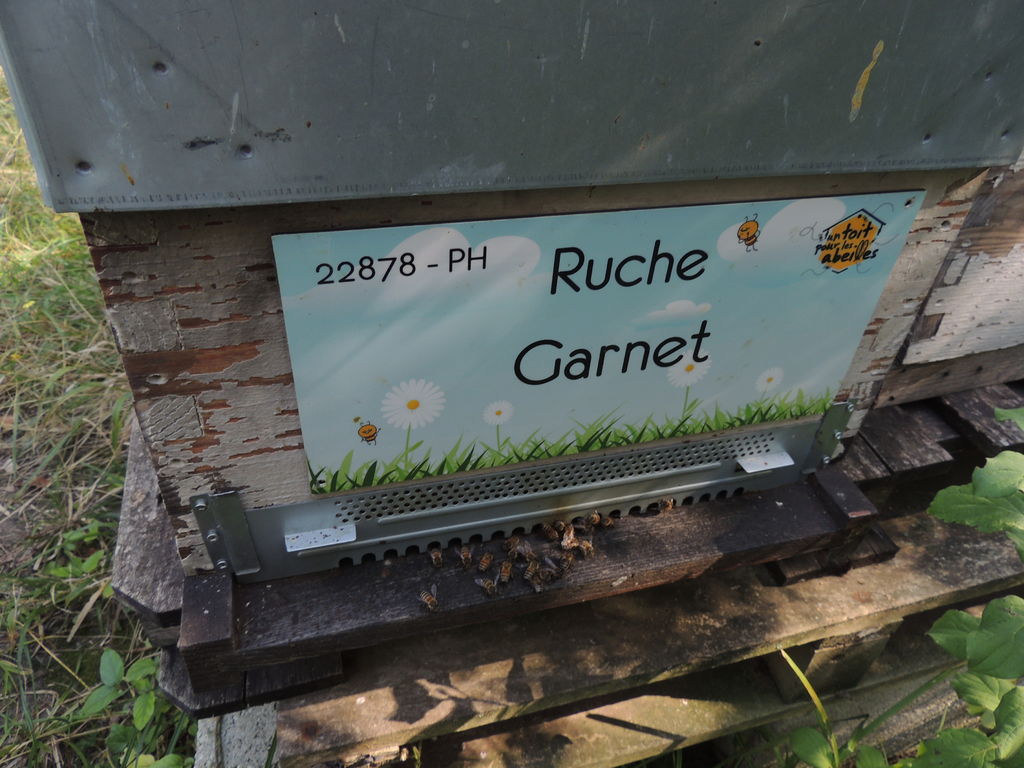 22878 - PH
Ruche
Garnet
un toit
pour les
abeilles